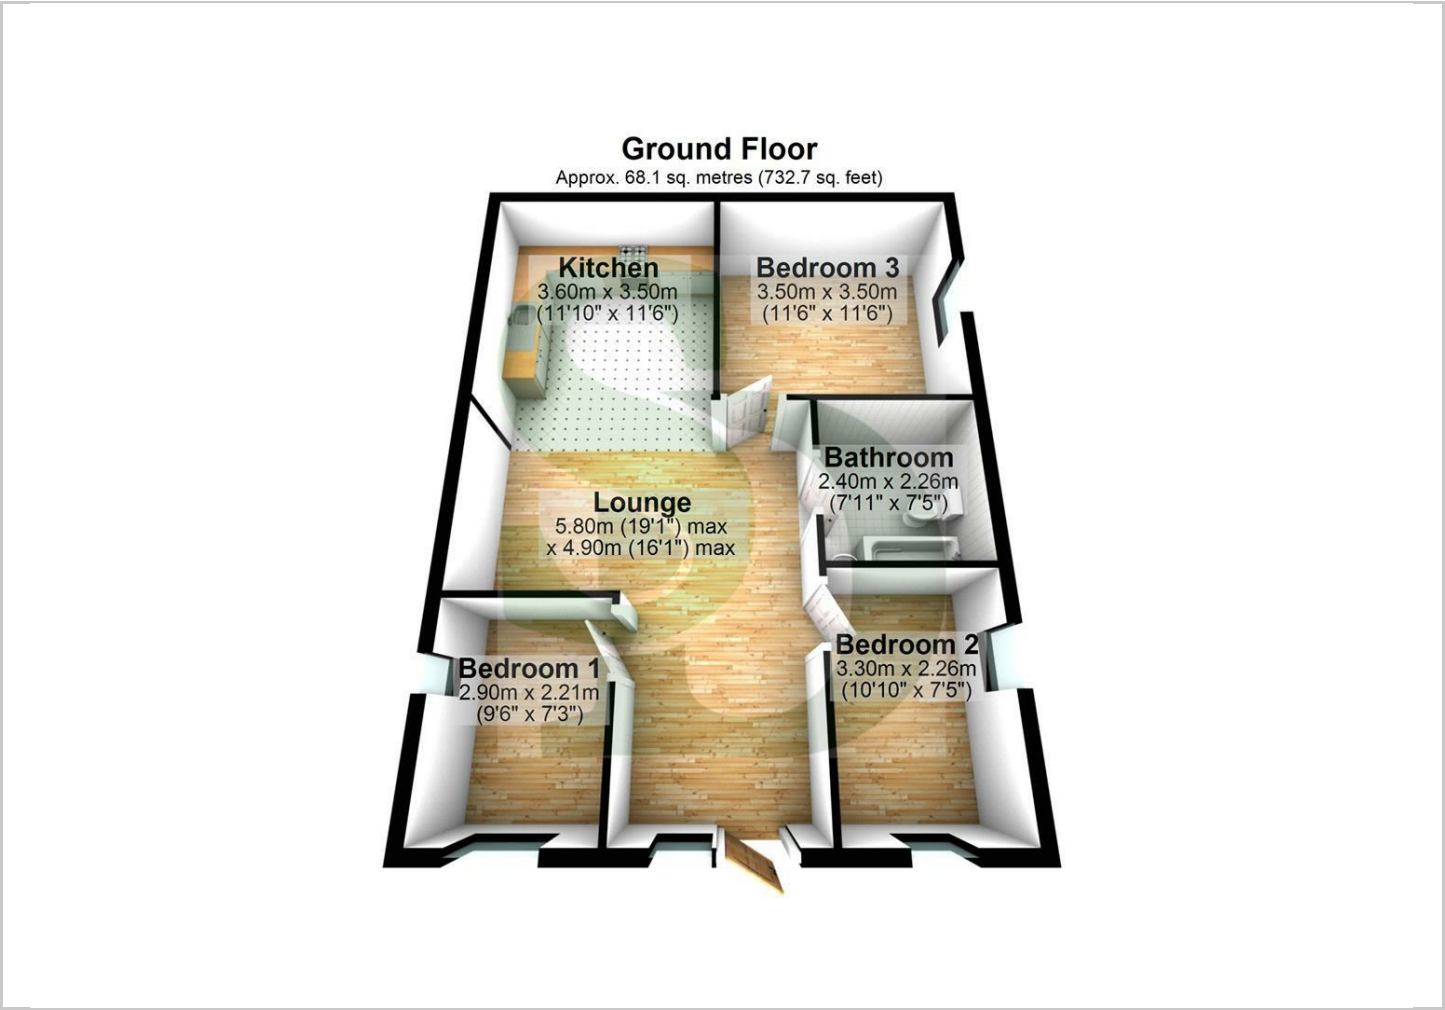 Ground Floor
Approx. 68.1 sq. metres (732.7 sq. feet)
Kitchen
3.60m x 3.50m
(11'10" x 11'6")
Bedroom 3
3.50m x 3.50m
(11'6" x 11'6")
Bathroom
2.40m x 2.26m
(7'11" x 7'5")
Lounge
5.80m (19'1") max
x 4.90m (16'1") max
Bedroom 1
2.90m x 2.21m
(9'6" x 7'3")
Bedroom 2
3.30m x 2.26m
(10'10" x 7'5")